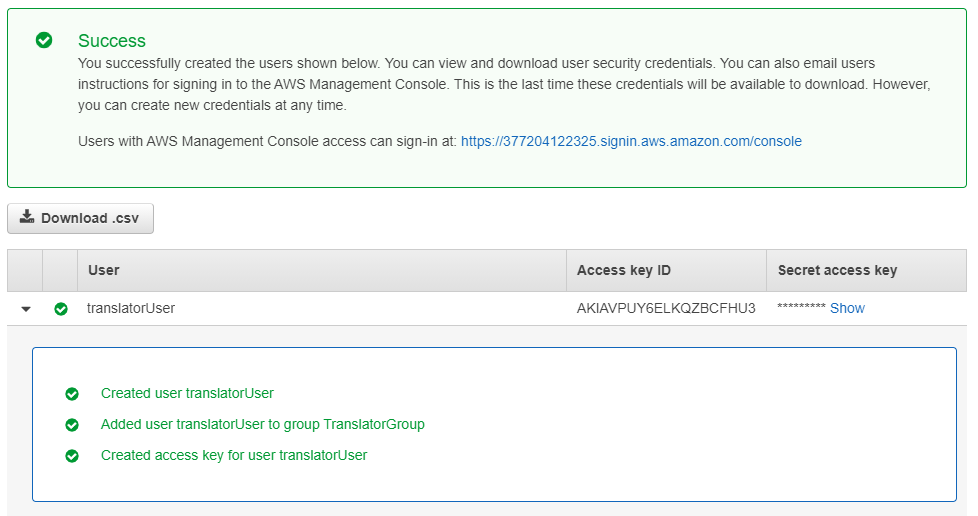 Success
You successfully created the users shown below. You can view and download user security credentials. You can also email users
instructions for signing in to the AWS Management Console. This is the last time these credentials will be available to download. However,
you can create new credentials at any time.
Users with AWS Management Console access can sign-in at: https://377204122325.signin.aws.amazon.com/console
Download .csv
User Access key ID Secret access key
translatorUser AKIAVPUY6ELKQZBCFHU3 ********* Show
Created user translatorUser
Added user translatorUser to group TranslatorGroup
Created access key for user translatorUser